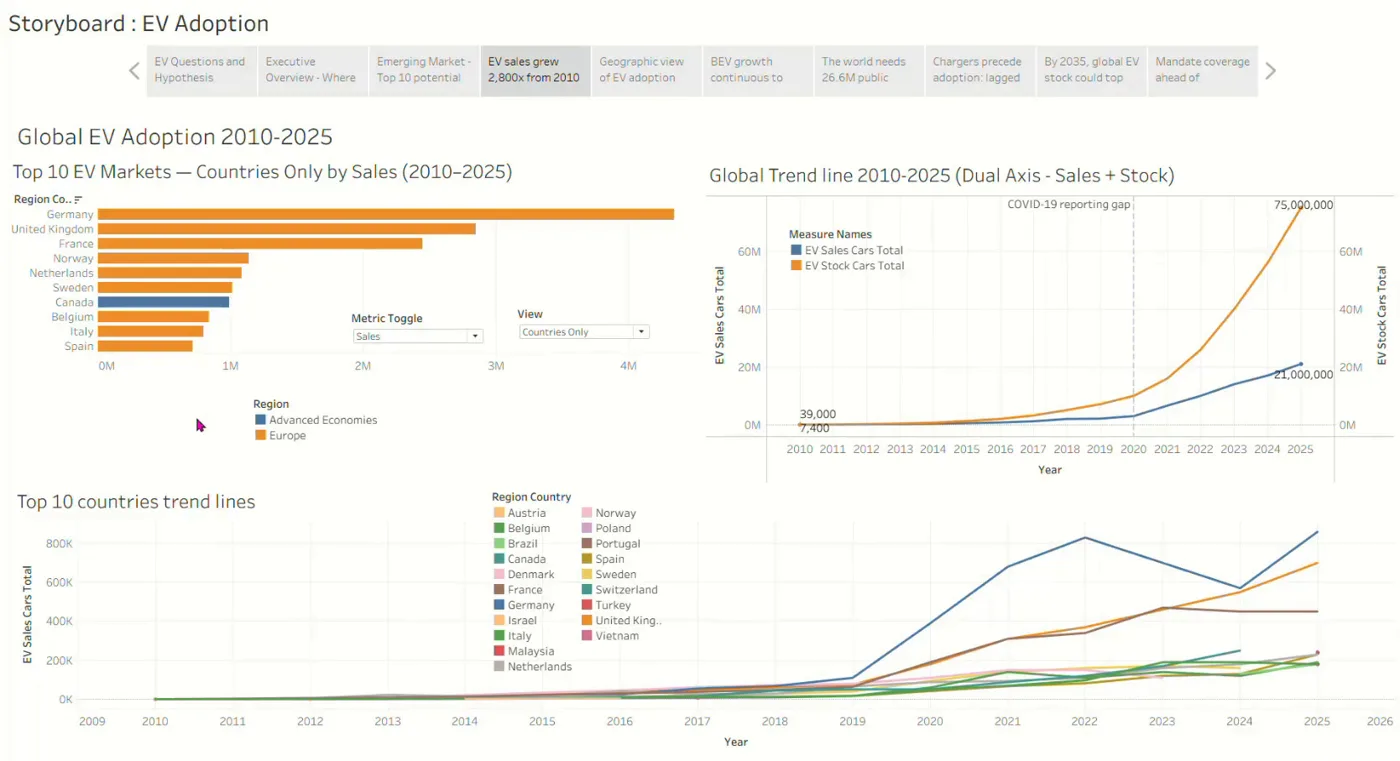 Storyboard : EV Adoption
EV Questions and
Hypothesis
Executive
Overview - Where
Emerging Market -
Top 10 potential
EV sales grew
2,800x from 2010
Geographic view
of EV adoption
BEV growth
continuous to
The world needs
26.6M public
Chargers precede
adoption: lagged
By 2035, global EV
stock could top
Mandate coverage
ahead of
Global EV Adoption 2010-2025
Top 10 EV Markets — Countries Only by Sales (2010–2025)
Region Co..
Germany
United Kingdom
France
Norway
Netherlands
Sweden
Canada
Belgium
Italy
Spain
0M 1M 2M 3M 4M
Metric Toggle
Sales
View
Countries Only
Region
Advanced Economies
Europe
Global Trend line 2010-2025 (Dual Axis - Sales + Stock)
COVID-19 reporting gap
75,000,000
Measure Names
EV Sales Cars Total
EV Stock Cars Total
EV Sales Cars Total
60M
40M
20M
0M
39,000
7,400
21,000,000
60M
40M
20M
0M
EV Stock Cars Total
2010 2011 2012 2013 2014 2015 2016 2017 2018 2019 2020 2021 2022 2023 2024 2025
Year
Top 10 countries trend lines
Region Country
Austria
Belgium
Brazil
Canada
Denmark
France
Germany
Israel
Italy
Malaysia
Netherlands
Norway
Poland
Portugal
Spain
Sweden
Switzerland
Turkey
United King..
Vietnam
EV Sales Cars Total
800K
600K
400K
200K
0K
2009 2010 2011 2012 2013 2014 2015 2016 2017 2018 2019 2020 2021 2022 2023 2024 2025 2026
Year